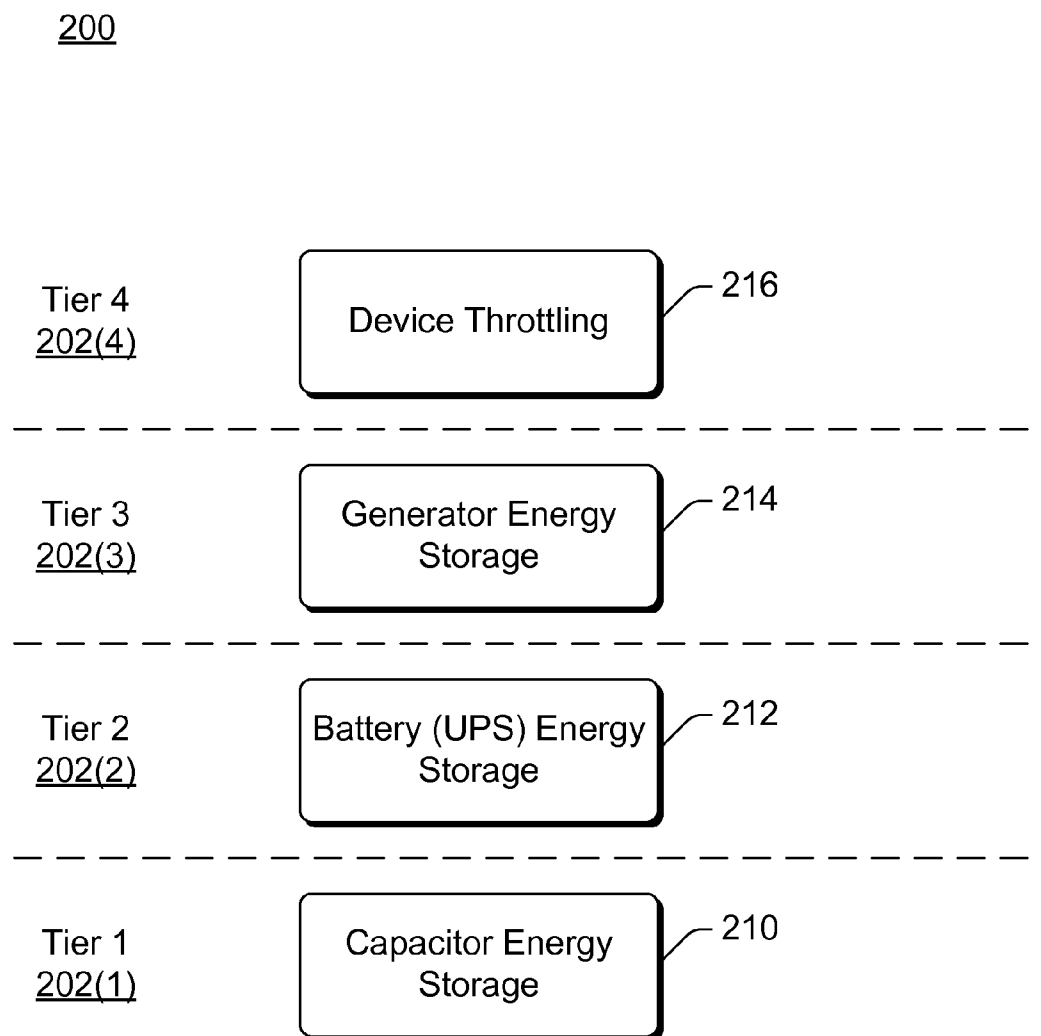 200
Tier 4
202(4)
Device Throttling
216
Tier 3
202(3)
Generator Energy
Storage
214
Tier 2
202(2)
Battery (UPS) Energy
Storage
212
Tier 1
202(1)
Capacitor Energy
Storage
210